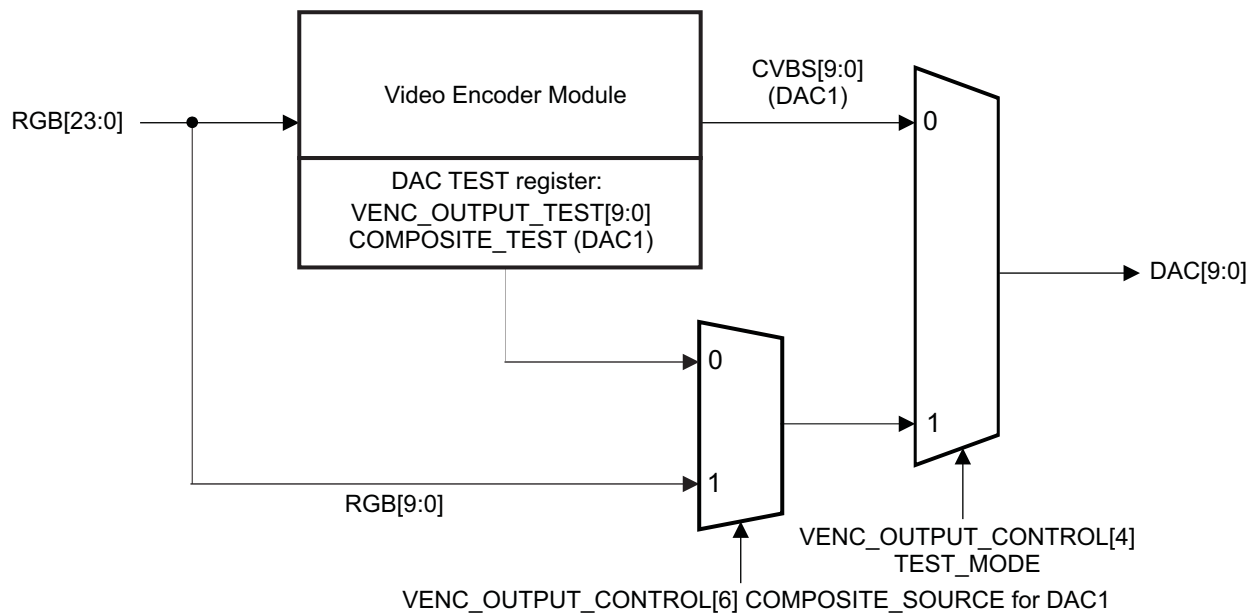 CVBS[9:0]
(DAC1)
Video Encoder Module
RGB[23:0]
0
DAC TEST register:
VENC_OUTPUT_TEST[9:0]
COMPOSITE_TEST (DAC1)
DAC[9:0]
0
1
1
RGB[9:0]
VENC_OUTPUT_CONTROL[4]
TEST_MODE
VENC_OUTPUT_CONTROL[6] COMPOSITE_SOURCE for DAC1